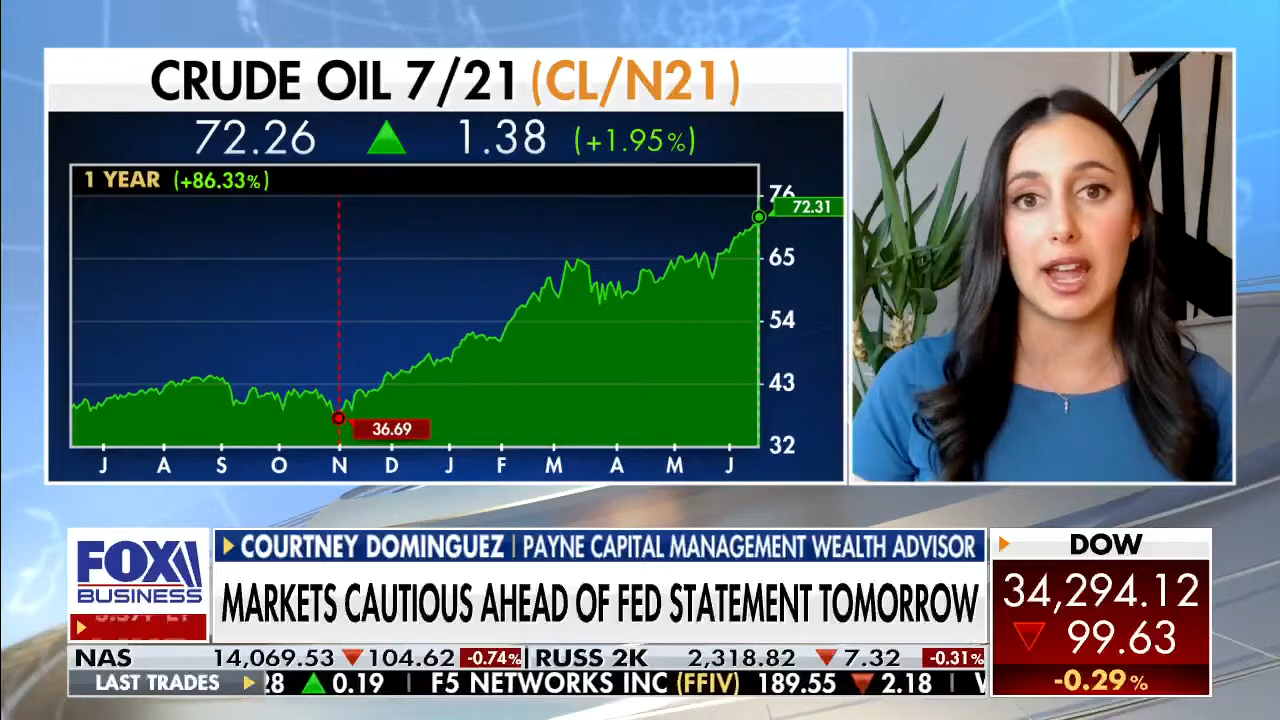 CRUDE OIL 7/21 (CL/N21)
72.26 ▲ 1.38 (+1.95%)
1 YEAR (+86.33%)
76
72.31
65
54
43
36.69
32
J A S O N D J F M A M J
FOX
BUSINESS
COURTNEY DOMINGUEZ | PAYNE CAPITAL MANAGEMENT WEALTH ADVISOR
MARKETS CAUTIOUS AHEAD OF FED STATEMENT TOMORROW
DOW
34,294.12
▼ 99.63
-0.29%
NAS 14,069.53 ▼ 104.62 -0.74% RUSS 2K 2,318.82 ▼ 7.32 -0.31%
LAST TRADES 28 ▲ 0.19 | F5 NETWORKS INC (FFIV) 189.55 ▼ 2.18 |